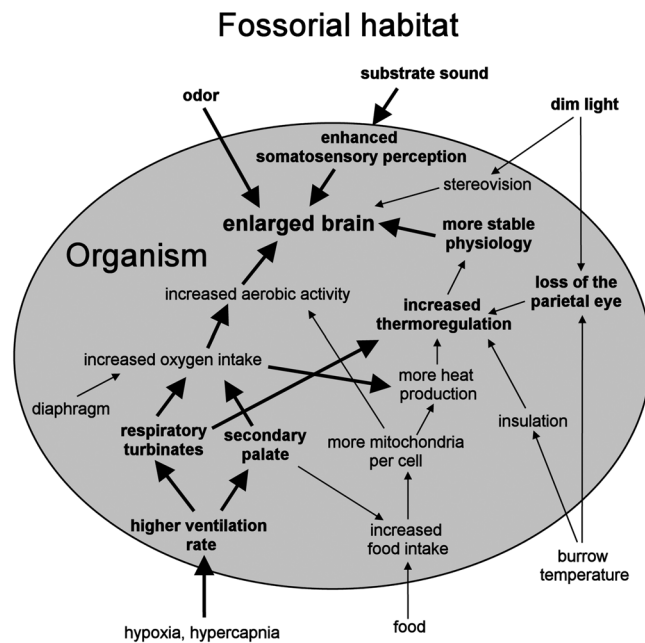 Fossorial habitat
substrate sound
odor
dim light
enhanced
somatosensory perception
stereovision
enlarged brain
more stable
physiology
Organism
loss of the
parietal eye
increased aerobic activity
increased
thermoregulation
increased oxygen intake
more heat
production
diaphragm
insulation
respiratory
turbinates
secondary
palate
more mitochondria
per cell
higher ventilation
rate
increased
food intake
burrow
temperature
hypoxia, hypercapnia
food